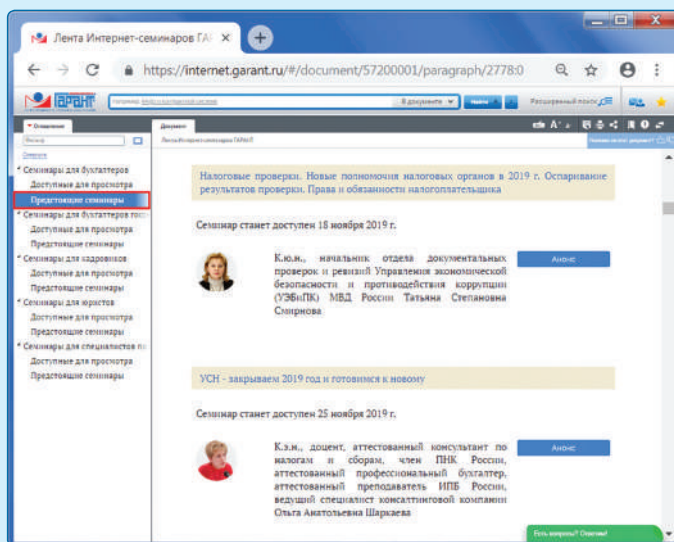 Лента Интернет-семинаров ГАР
https://internet.garant.ru/#/document/57200001/paragraph/2778:0
ГАРАНТ
В документе
Найти
Расширенный поиск
Оглавление
Документ
Фильтр
Лента Интернет-семинаров ГАРАНТ
Свернуть
Семинары для бухгалтеров
Доступные для просмотра
Предстоящие семинары
Семинары для бухгалтеров гос
Доступные для просмотра
Предстоящие семинары
Семинары для кадровиков
Доступные для просмотра
Предстоящие семинары
Семинары для юристов
Доступные для просмотра
Предстоящие семинары
Семинары для специалистов по
Доступные для просмотра
Предстоящие семинары
Налоговые проверки. Новые полномочия налоговых органов в 2019 г. Оспаривание
результатов проверки. Права и обязанности налогоплательщика
Семинар станет доступен 18 ноября 2019 г.
К.ю.н., начальник отдела документальных
проверок и ревизий Управления экономической
безопасности и противодействия коррупции
(УЭБиПК) МВД России Татьяна Степановна
Смирнова
Анонс
УСН - закрываем 2019 год и готовимся к новому
Семинар станет доступен 25 ноября 2019 г.
К.э.н., доцент, аттестованный консультант по
налогам и сборам, член ПНК России,
аттестованный профессиональный бухгалтер,
аттестованный преподаватель ИПБ России,
ведущий специалист консалтинговой компании
Ольга Анатольевна Шаркаева
Анонс
Есть вопросы? Ответим!